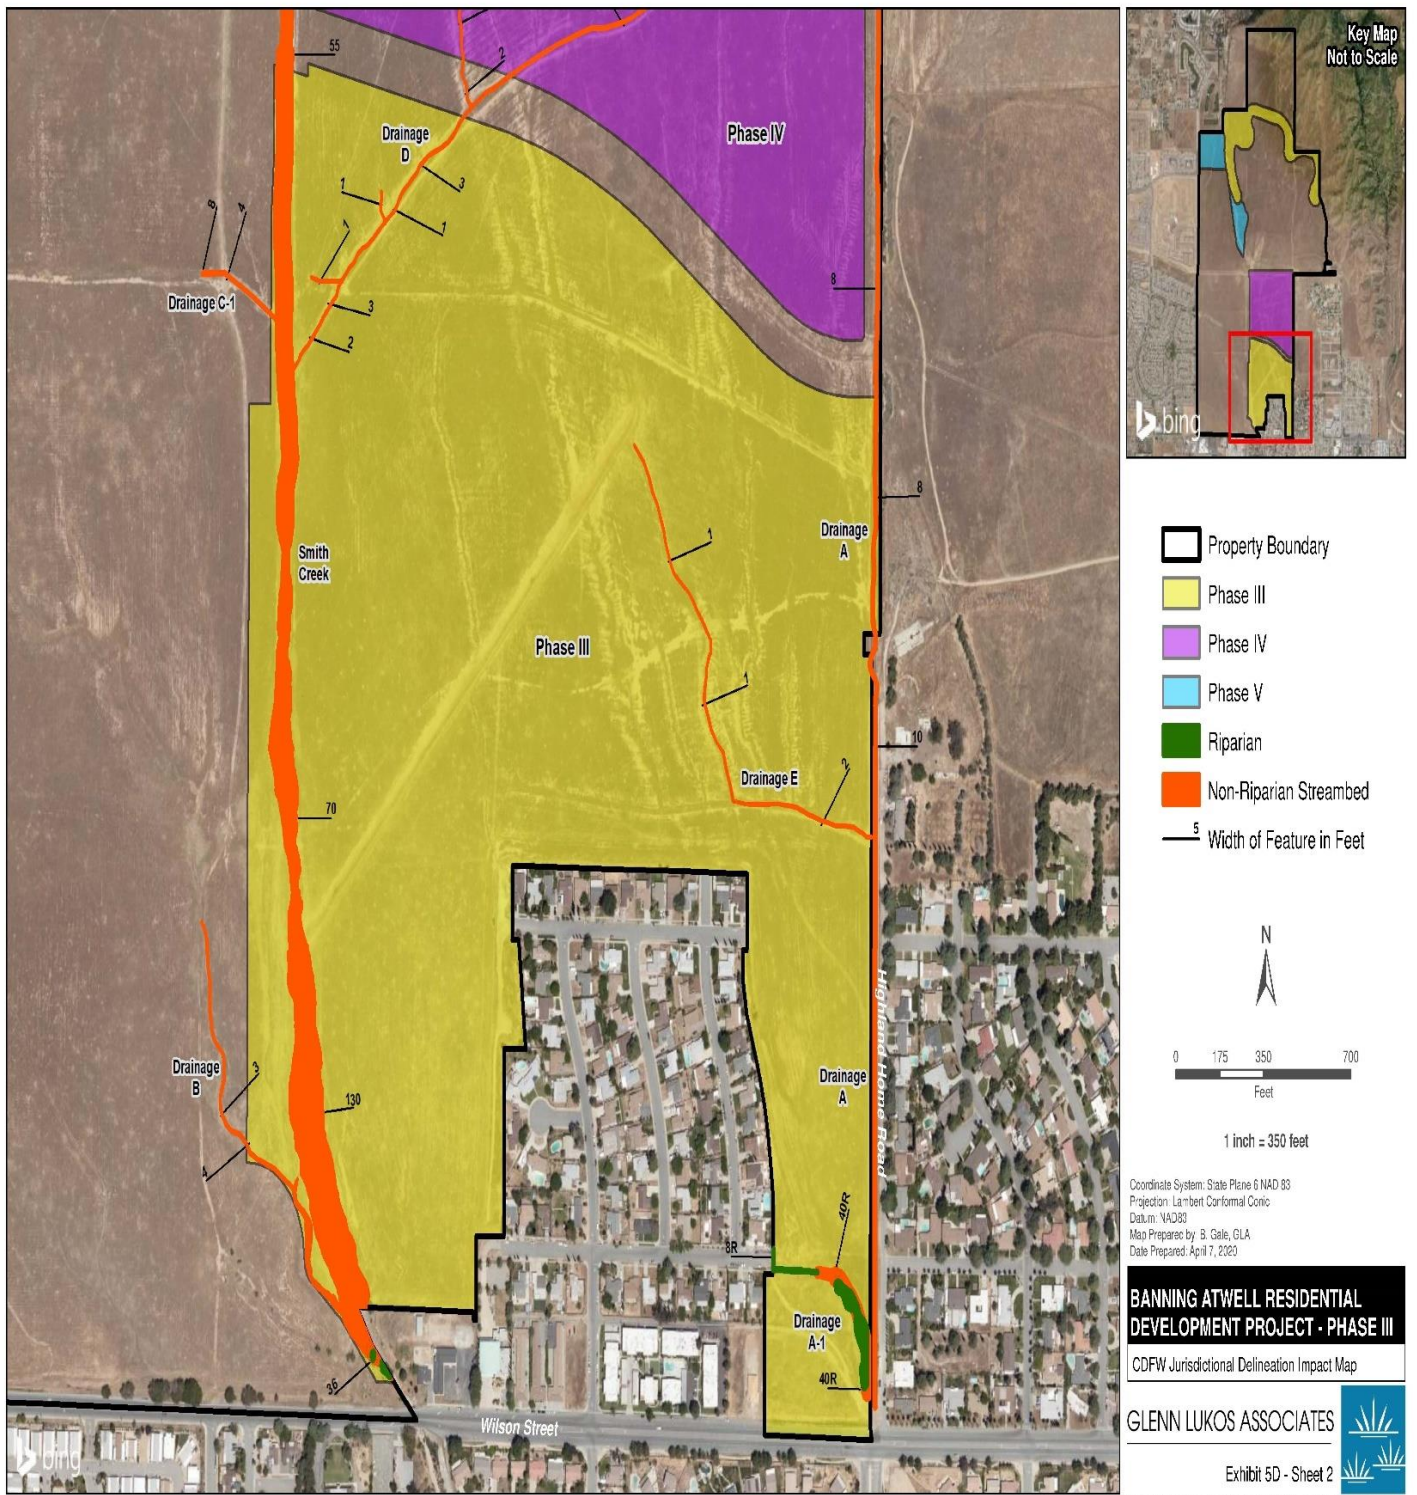 55
2
Phase IV
Drainage
D
1
3
1
1
8
4
Drainage C-1
3
2
8
8
Drainage
A
Smith
Creek
1
Phase III
1
10
Drainage E
2
70
Highland Home Road
Drainage
B
3
4
130
Drainage
A
40R
8R
Drainage
A-1
40R
36
Wilson Street
bing
Key Map
Not to Scale
bing
Property Boundary
Phase III
Phase IV
Phase V
Riparian
Non-Riparian Streambed
5
Width of Feature in Feet
N
0 175 350 700
Feet
1 inch = 350 feet
Coordinate System: State Plane 6 NAD 83
Projection: Lambert Conformal Conic
Datum: NAD83
Map Prepared by: B. Gale, GLA
Date Prepared: April 7, 2020
BANNING ATWELL RESIDENTIAL
DEVELOPMENT PROJECT - PHASE III
CDFW Jurisdictional Delineation Impact Map
GLENN LUKOS ASSOCIATES
Exhibit 5D - Sheet 2